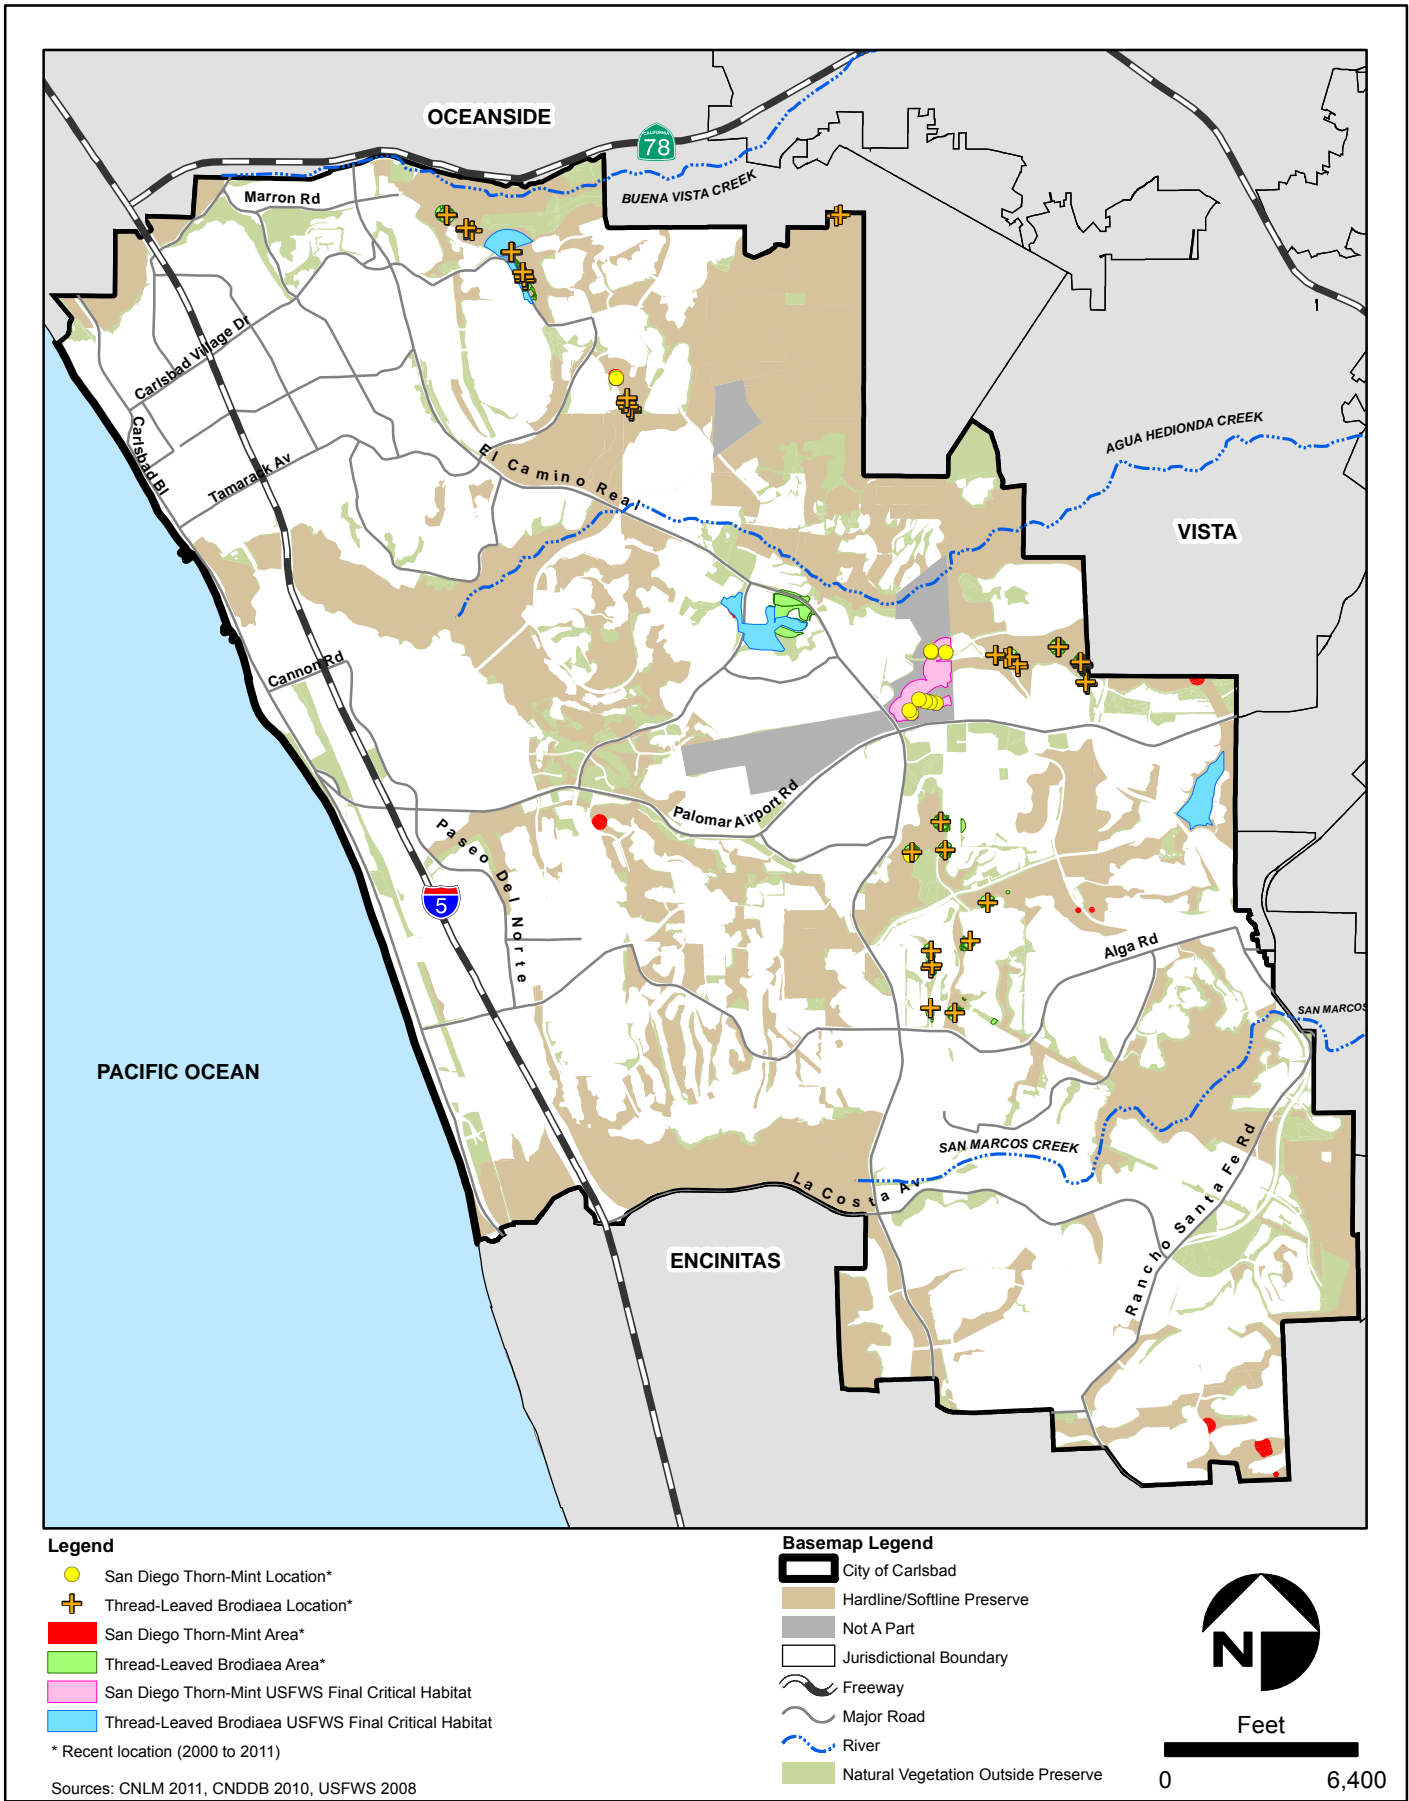 OCEANSIDE
CALIFORNIA
78
BUENA VISTA CREEK
Marron Rd
Carlsbad Village Dr
Carlsbad Bl
Tamarack Av
El Camino Real
AGUA HEDIONDA CREEK
VISTA
Cannon Rd
Palomar Airport Rd
Paseo Del Norte
5
Alga Rd
SAN MARCOS
PACIFIC OCEAN
SAN MARCOS CREEK
La Costa Av
Rancho Santa Fe Rd
ENCINITAS
Legend
San Diego Thorn-Mint Location*
Thread-Leaved Brodiaea Location*
San Diego Thorn-Mint Area*
Thread-Leaved Brodiaea Area*
San Diego Thorn-Mint USFWS Final Critical Habitat
Thread-Leaved Brodiaea USFWS Final Critical Habitat
* Recent location (2000 to 2011)
Sources: CNLM 2011, CNDDB 2010, USFWS 2008
Basemap Legend
City of Carlsbad
Hardline/Softline Preserve
Not A Part
Jurisdictional Boundary
Freeway
Major Road
River
Natural Vegetation Outside Preserve
N
Feet
0 6,400